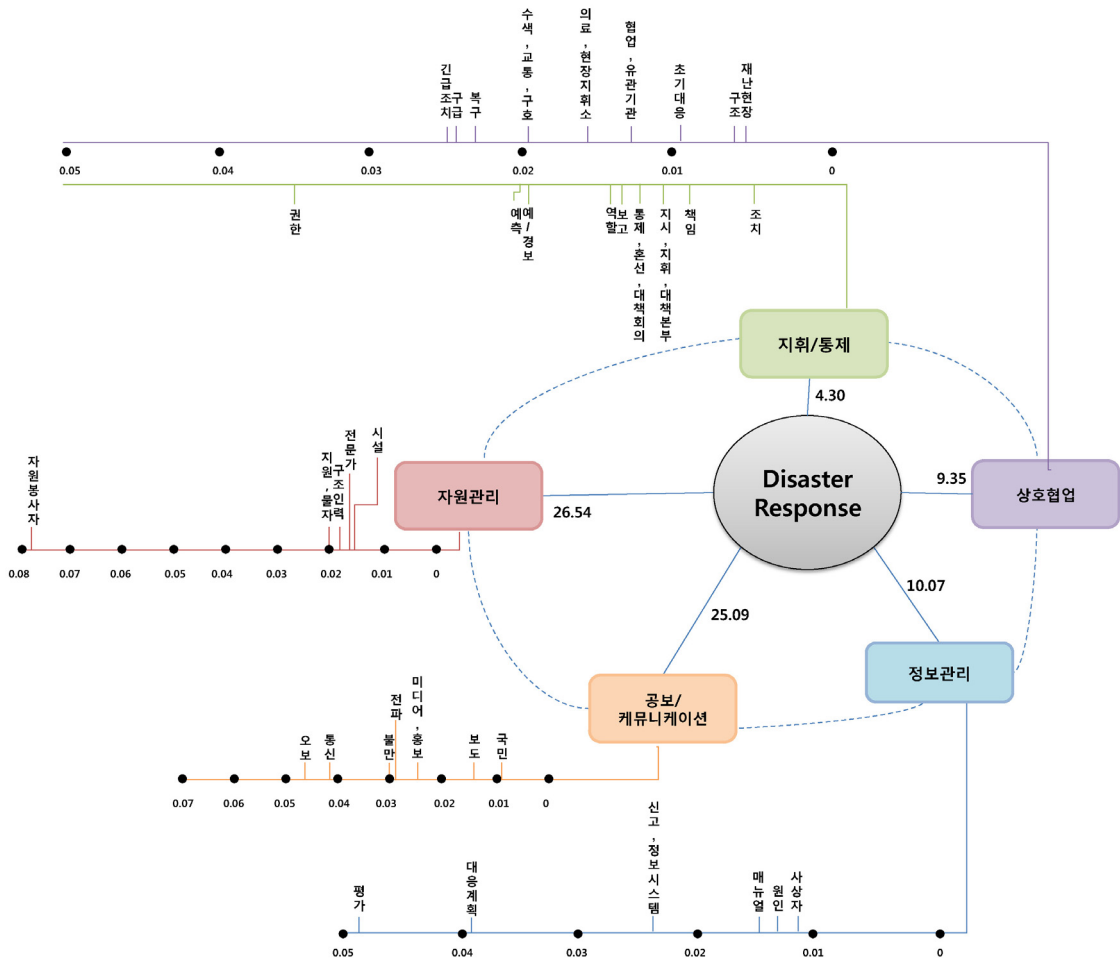 긴급조치
구급
복구
수색,교통,구호
의료,현장지휘소
협업,유관기관
초기대응
구조
재난현장
0.05
0.04
0.03
0.02
0.01
0
권한
예측
예/경보
역할
보고
통제,혼선,대책회의
지시,지휘,대책본부
책임
조치
지휘/통제
4.30
Disaster
Response
9.35
상호협업
자원관리
26.54
10.07
25.09
정보관리
공보/
케뮤니케이션
자원봉사자
지원,물자
구조인력
전문가
시설
0.08
0.07
0.06
0.05
0.04
0.03
0.02
0.01
0
오보
통신
불만
전파
미디어,홍보
보도
국민
0.07
0.06
0.05
0.04
0.03
0.02
0.01
0
평가
대응계획
신고,정보시스템
매뉴얼
원인
사상자
0.05
0.04
0.03
0.02
0.01
0